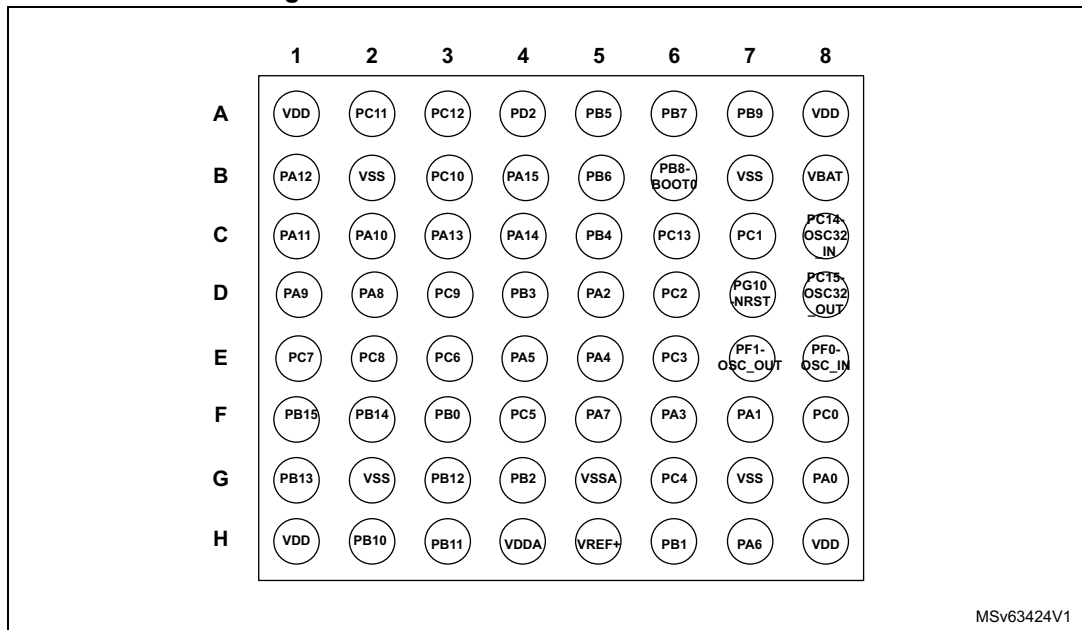 1 2 3 4 5 6 7 8
A VDD PC11 PC12 PD2 PB5 PB7 PB9 VDD
B PA12 VSS PC10 PA15 PB6 PB8-
BOOT0 VSS VBAT
C PA11 PA10 PA13 PA14 PB4 PC13 PC1 PC14-
OSC32
_IN
D PA9 PA8 PC9 PB3 PA2 PC2 PG10
-NRST PC15-
OSC32
_OUT
E PC7 PC8 PC6 PA5 PA4 PC3 PF1-
OSC_OUT PF0-
OSC_IN
F PB15 PB14 PB0 PC5 PA7 PA3 PA1 PC0
G PB13 VSS PB12 PB2 VSSA PC4 VSS PA0
H VDD PB10 PB11 VDDA VREF+ PB1 PA6 VDD
MSv63424V1